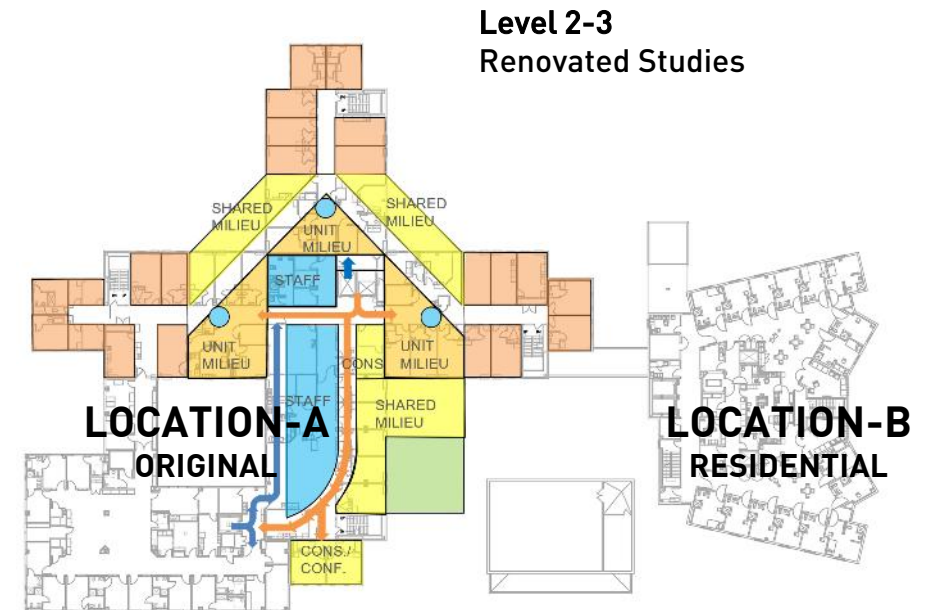 Level 2-3
Renovated Studies
SHARED
MILIEU
SHARED
MILIEU
UNIT
MILIEU
STAFF
UNIT
MILIEU
CONS
UNIT
MILIEU
STAFF
SHARED
MILIEU
LOCATION-A
ORIGINAL
LOCATION-B
RESIDENTIAL
CONS./
CONF.